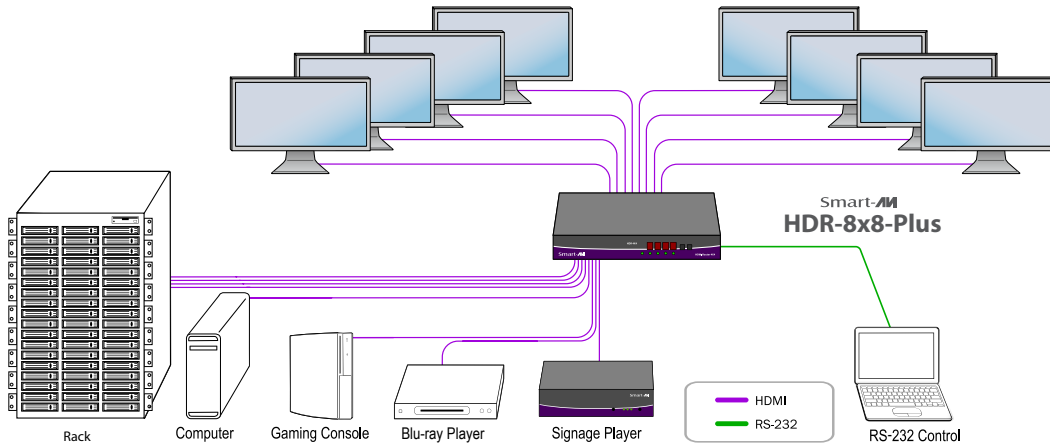 Smart-AVI
HDR-8x8-Plus
Smart-AVI
Smart-AVI
Rack
Computer
Gaming Console
Blu-ray Player
Signage Player
HDMI
RS-232
RS-232 Control